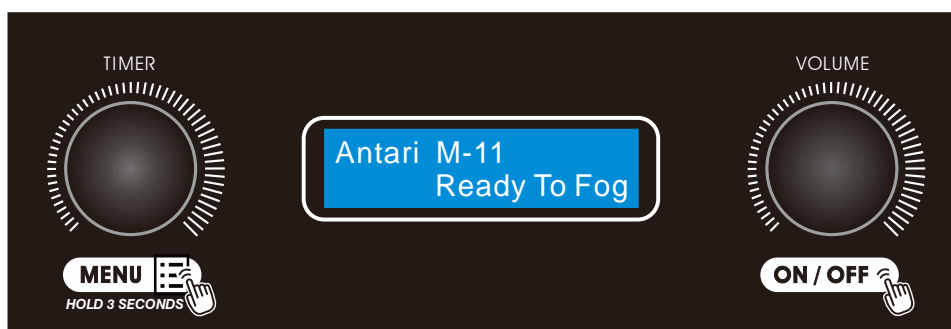 TIMER
VOLUME
Antari M-11
Ready To Fog
MENU
HOLD 3 SECONDS
ON / OFF